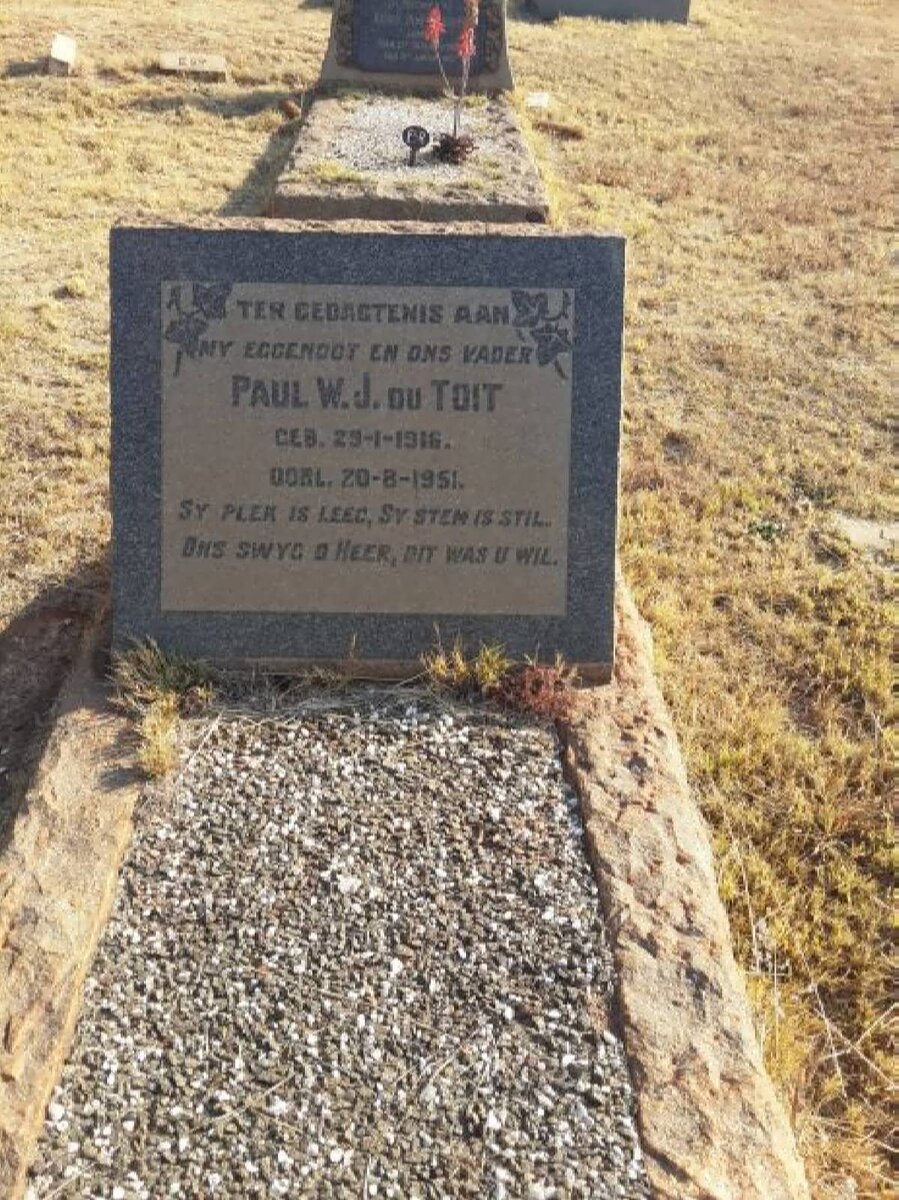 TER GEDAGTENIS AAN
MY EGGENOOT EN ONS VADER
PAUL W.J. DU TOIT
GEB. 29-1-1916.
OORL. 20-8-1951.
SY PLEK IS LEEG, SY STEM IS STIL.
ONS SWYG O HEER, DIT WAS U WIL.